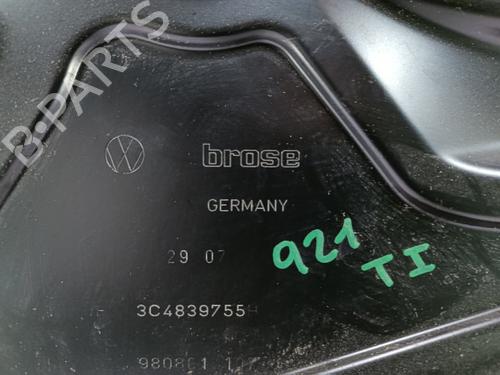 B-PARTS
brose
GERMANY
29 07
921
TI
3C4839755